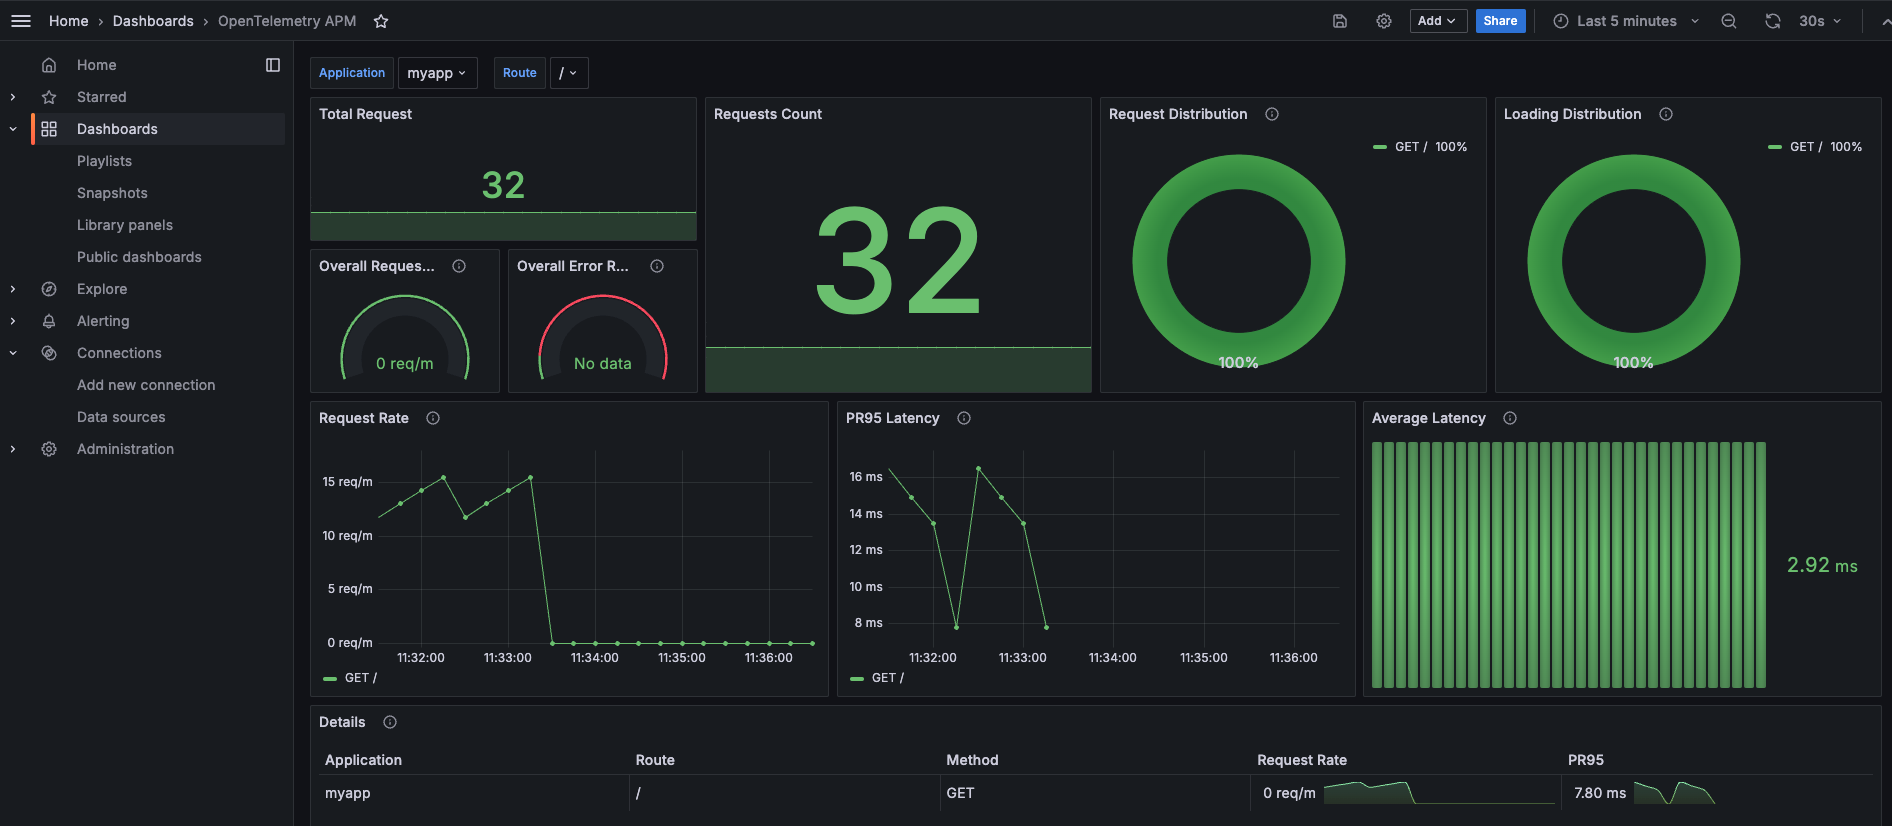 Home › Dashboards › OpenTelemetry APM
Add
Share
Last 5 minutes
30s
Home
Starred
Dashboards
Playlists
Snapshots
Library panels
Public dashboards
Explore
Alerting
Connections
Add new connection
Data sources
Administration
Application myapp Route /
Total Request
32
Overall Reques...
0 req/m
Overall Error R...
No data
Requests Count
32
Request Distribution
GET / 100%
100%
Loading Distribution
GET / 100%
100%
Request Rate
15 req/m
10 req/m
5 req/m
0 req/m
11:32:00 11:33:00 11:34:00 11:35:00 11:36:00
GET /
PR95 Latency
16 ms
14 ms
12 ms
10 ms
8 ms
11:32:00 11:33:00 11:34:00 11:35:00 11:36:00
GET /
Average Latency
2.92 ms
Details
Application Route Method Request Rate PR95
myapp / GET 0 req/m 7.80 ms